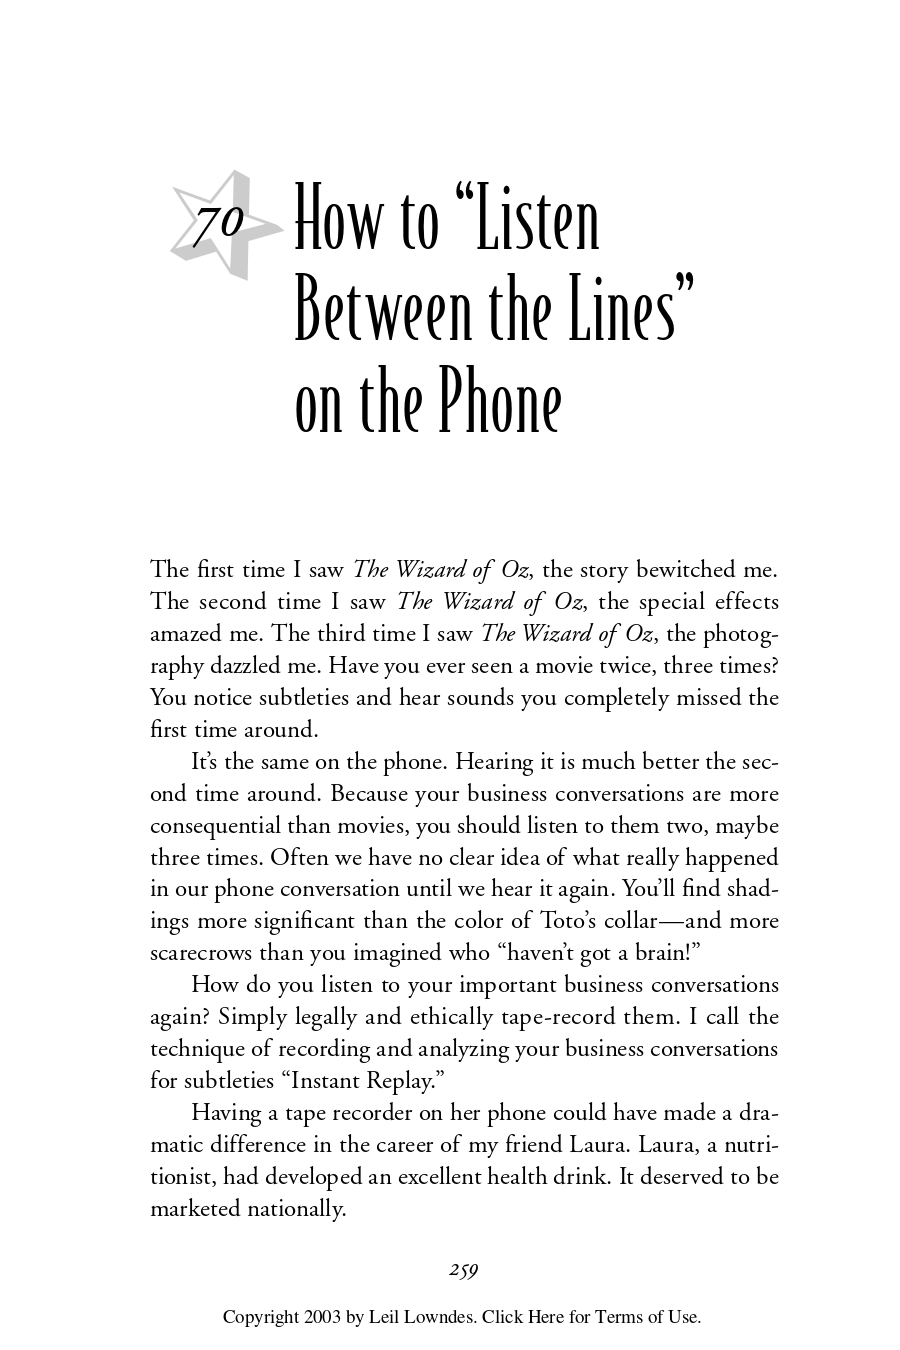 70
How to “Listen
Between the Lines”
on the Phone
The first time I saw The Wizard of Oz, the story bewitched me.
The second time I saw The Wizard of Oz, the special effects
amazed me. The third time I saw The Wizard of Oz, the photog-
raphy dazzled me. Have you ever seen a movie twice, three times?
You notice subtleties and hear sounds you completely missed the
first time around.
It’s the same on the phone. Hearing it is much better the sec-
ond time around. Because your business conversations are more
consequential than movies, you should listen to them two, maybe
three times. Often we have no clear idea of what really happened
in our phone conversation until we hear it again. You’ll find shad-
ings more significant than the color of Toto’s collar—and more
scarecrows than you imagined who “haven’t got a brain!”
How do you listen to your important business conversations
again? Simply legally and ethically tape-record them. I call the
technique of recording and analyzing your business conversations
for subtleties “Instant Replay.”
Having a tape recorder on her phone could have made a dra-
matic difference in the career of my friend Laura. Laura, a nutri-
tionist, had developed an excellent health drink. It deserved to be
marketed nationally.
259
Copyright 2003 by Leil Lowndes. Click Here for Terms of Use.